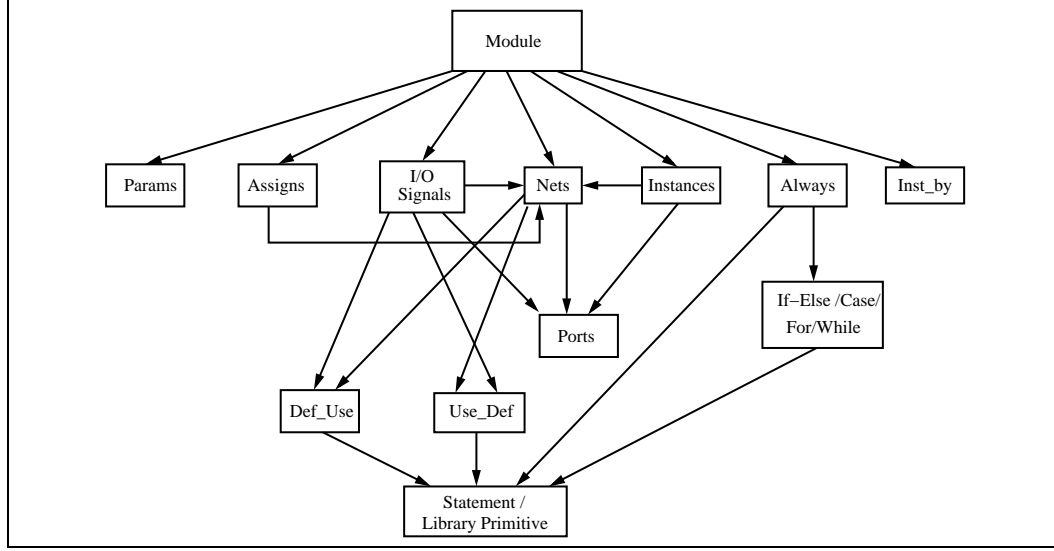 Module
Params
Assigns
I/O
Signals
Nets
Instances
Always
Inst_by
If−Else /Case/
For/While
Ports
Def_Use
Use_Def
Statement /
Library Primitive